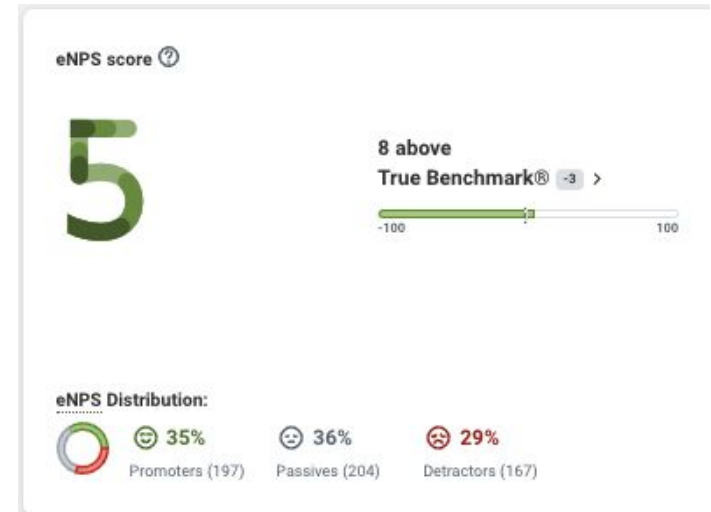 eNPS score
5
8 above
True Benchmark® -3 >
-100 100
eNPS Distribution:
35% 36% 29%
Promoters (197) Passives (204) Detractors (167)